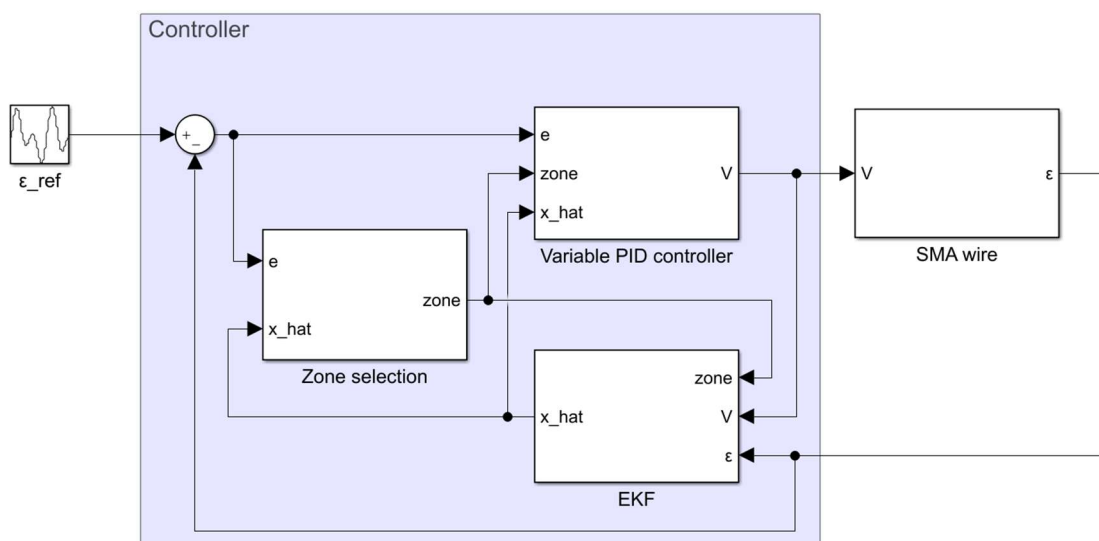 Controller
+
_
ε_ref
e
zone
x_hat
V
Variable PID controller
V
ε
SMA wire
e
x_hat
zone
Zone selection
zone
x_hat
V
ε
EKF